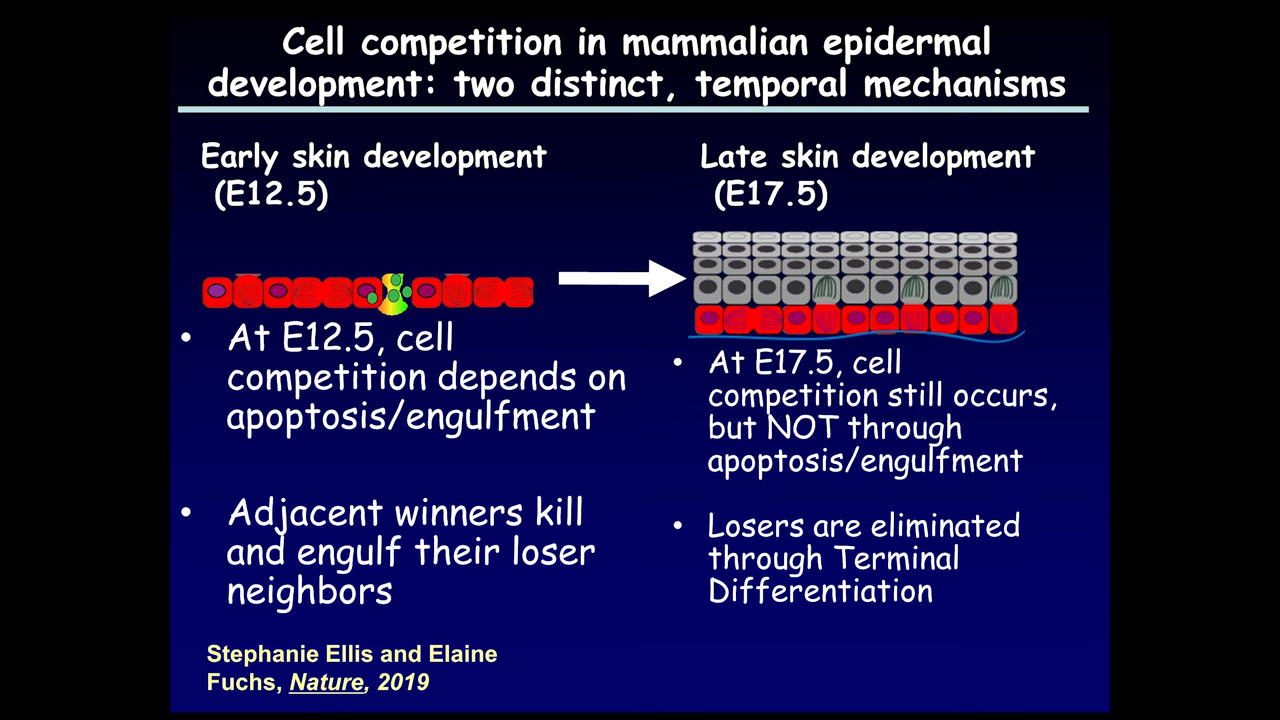 Cell competition in mammalian epidermal
development: two distinct, temporal mechanisms
Early skin development
(E12.5)
• At E12.5, cell
competition depends on
apoptosis/engulfment
• Adjacent winners kill
and engulf their loser
neighbors
Stephanie Ellis and Elaine
Fuchs, Nature, 2019
Late skin development
(E17.5)
• At E17.5, cell
competition still occurs,
but NOT through
apoptosis/engulfment
• Losers are eliminated
through Terminal
Differentiation